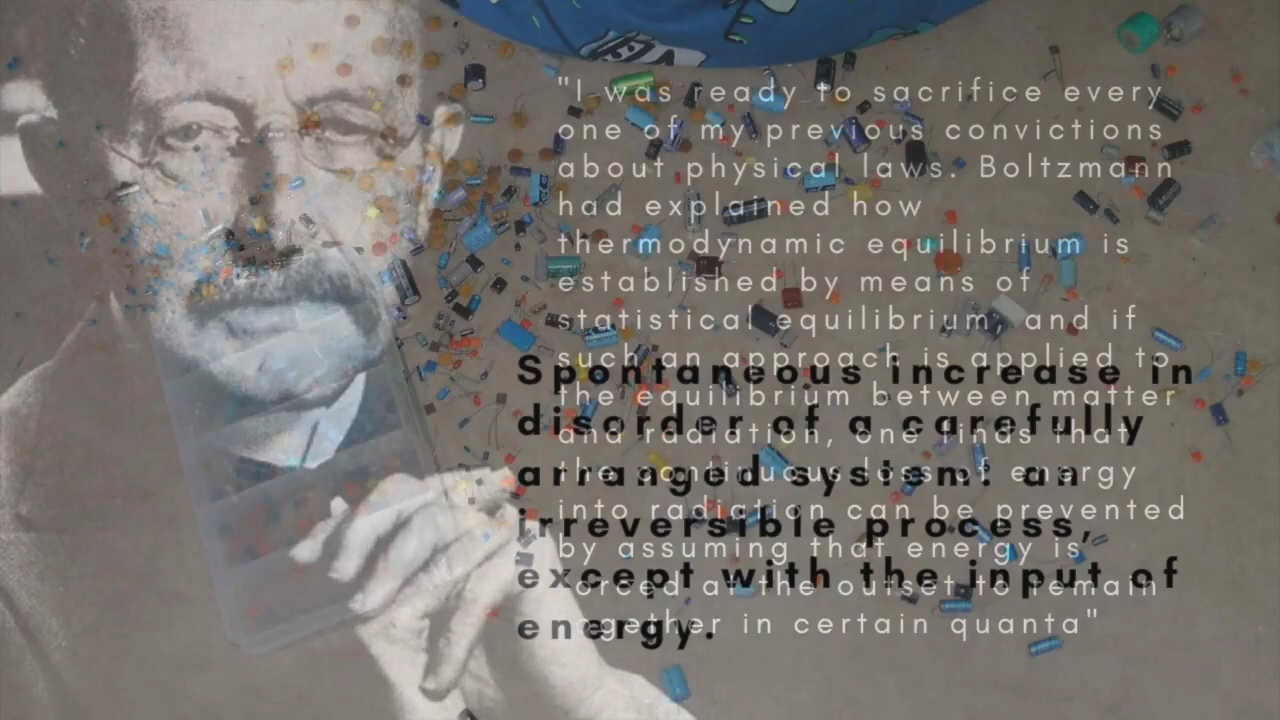 "I was ready to sacrifice every
one of my previous convictions
about physical laws. Boltzmann
had explained how
thermodynamic equilibrium is
established by means of
statistical equilibrium, and if
such an approach is applied to
the equilibrium between matter
and radiation, one finds that
the continuous loss of energy
into radiation can be prevented
by assuming that energy is
forced at the outset to remain
together in certain quanta"
Spontaneous increase in
disorder of a carefully
arranged system: an
irreversible process,
except with the input of
energy.